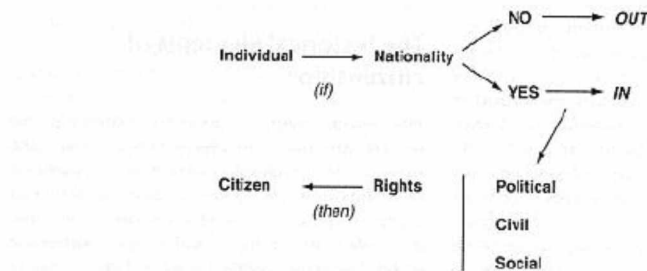 NO OUT
Individual Nationality
(if) YES IN
Citizen Rights Political
(then)
Civil
Social